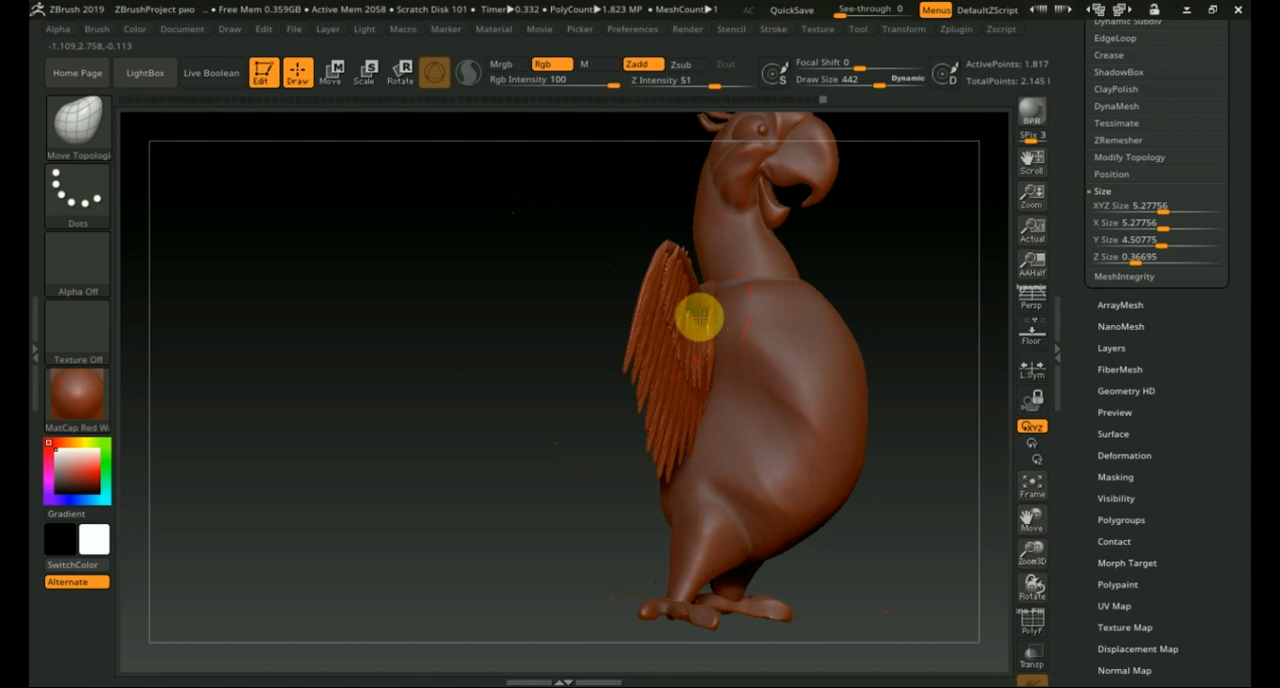 ZBrush 2019 ZBrushProject рио .. • Free Mem 0.359GB • Active Mem 2058 • Scratch Disk 101 • Timer▶0.332 • PolyCount▶1.823 MP • MeshCount▶1 AC QuickSave See-through 0 Menus DefaultZScript
Alpha Brush Color Document Draw Edit File Layer Light Macro Marker Material Movie Picker Preferences Render Stencil Stroke Texture Tool Transform Zplugin Zscript
-1.109,2.758,-0.113
Home Page LightBox Live Boolean Edit Draw Move Scale Rotate
Mrgb Rgb M Zadd Zsub Zcut
Rgb Intensity 100 Z Intensity 51
Focal Shift 0
Draw Size 442 Dynamic
ActivePoints: 1.817
TotalPoints: 2.145
Move Topologi
Dots
Alpha Off
Texture Off
MatCap Red W
Gradient
SwitchColor
Alternate
BPR
SPix 3
Scroll
Zoom
Actual
AAHalf
Dynamic
Persp
Floor
L.Sym
XYZ
Frame
Move
Zoom3D
Rotate
Line Fill
PolyF
Transp
Dynamic Subdiv
EdgeLoop
Crease
ShadowBox
ClayPolish
DynaMesh
Tessimate
ZRemesher
Modify Topology
Position
Size
XYZ Size 5.27756
X Size 5.27756
Y Size 4.50775
Z Size 0.36695
MeshIntegrity
ArrayMesh
NanoMesh
Layers
FiberMesh
Geometry HD
Preview
Surface
Deformation
Masking
Visibility
Polygroups
Contact
Morph Target
Polypaint
UV Map
Texture Map
Displacement Map
Normal Map